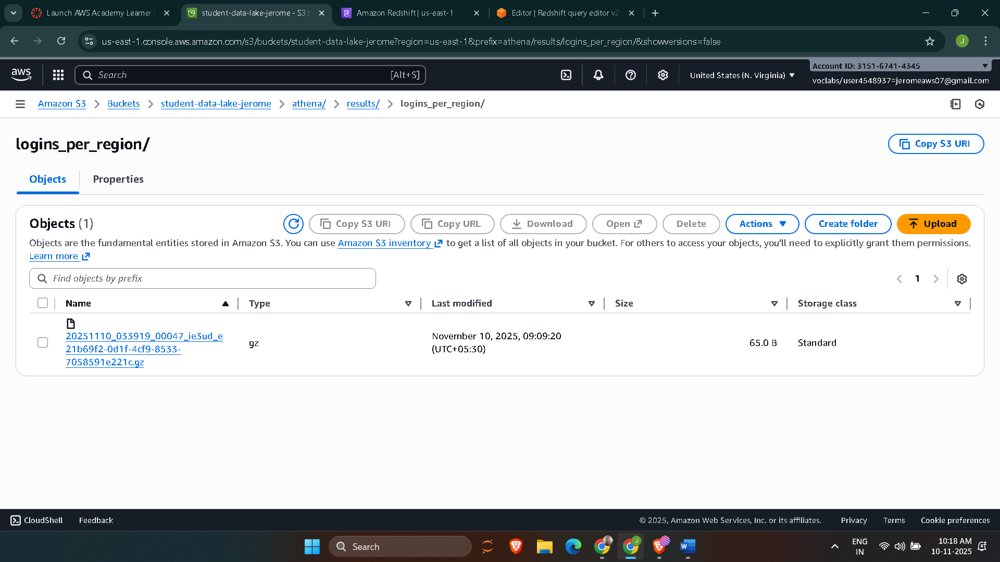 Launch AWS Academy Learner
student-data-lake-jerome - S3 b
Amazon Redshift | us-east-1
Editor | Redshift query editor v2
us-east-1.console.aws.amazon.com/s3/buckets/student-data-lake-jerome?region=us-east-1&prefix=athena/results/logins_per_region/&showversions=false
J
aws
Search
[Alt+S]
United States (N. Virginia)
Account ID: 3151-6741-4345
voclabs/user4548937=jeromeaws07@gmail.com
Amazon S3
Buckets
student-data-lake-jerome
athena/
results/
logins_per_region/
logins_per_region/
Copy S3 URI
Objects
Properties
Objects (1)
Copy S3 URI
Copy URL
Download
Open
Delete
Actions
Create folder
Upload
Objects are the fundamental entities stored in Amazon S3. You can use Amazon S3 inventory to get a list of all objects in your bucket. For others to access your objects, you'll need to explicitly grant them permissions.
Learn more
Find objects by prefix
1
Name
Type
Last modified
Size
Storage class
20251110_033919_00047_ie3ud_e
21b69f2-0d1f-4cf9-8533-
7058591e221c.gz
gz
November 10, 2025, 09:09:20
(UTC+05:30)
65.0 B
Standard
CloudShell
Feedback
© 2025, Amazon Web Services, Inc. or its affiliates.
Privacy
Terms
Cookie preferences
Search
J
W
ENG
IN
10:18 AM
10-11-2025